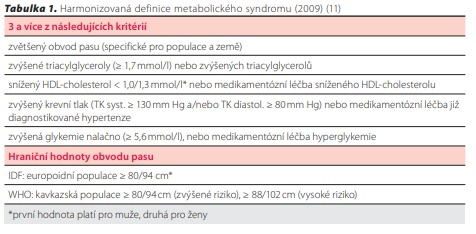 Tabulka 1. Harmonizovaná definice metabolického syndromu (2009) (11)
3 a více z následujících kritérií
zvětšený obvod pasu (specifické pro populace a země)
zvýšené triacylglyceroly (≥ 1,7 mmol/l) nebo zvýšených triacylglycerolů
snížený HDL-cholesterol < 1,0/1,3 mmol/l* nebo medikamentózní léčba sníženého HDL-cholesterolu
zvýšený krevní tlak (TK syst. ≥ 130 mm Hg a/nebo TK diastol. ≥ 80 mm Hg) nebo medikamentózní léčba již
diagnostikované hypertenze
zvýšená glykemie nalačno (≥ 5,6 mmol/l), nebo medikamentózní léčba hyperglykemie
Hraniční hodnoty obvodu pasu
IDF: europoidní populace ≥ 80/94 cm*
WHO: kavkazská populace ≥ 80/94 cm (zvýšené riziko), ≥ 88/102 cm (vysoké riziko)
*první hodnota platí pro muže, druhá pro ženy